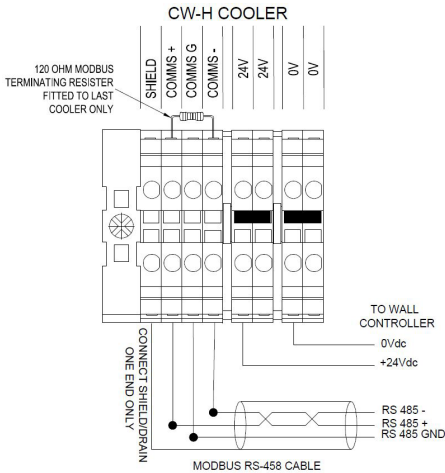 CW-H COOLER
120 OHM MODBUS
TERMINATING RESISTER
FITTED TO LAST
COOLER ONLY
SHIELD
COMMS +
COMMS G
COMMS -
24V
24V
0V
0V
TO WALL
CONTROLLER
0Vdc
+24Vdc
CONNECT SHIELD/DRAIN
ONE END ONLY
RS 485 -
RS 485 +
RS 485 GND
MODBUS RS-458 CABLE